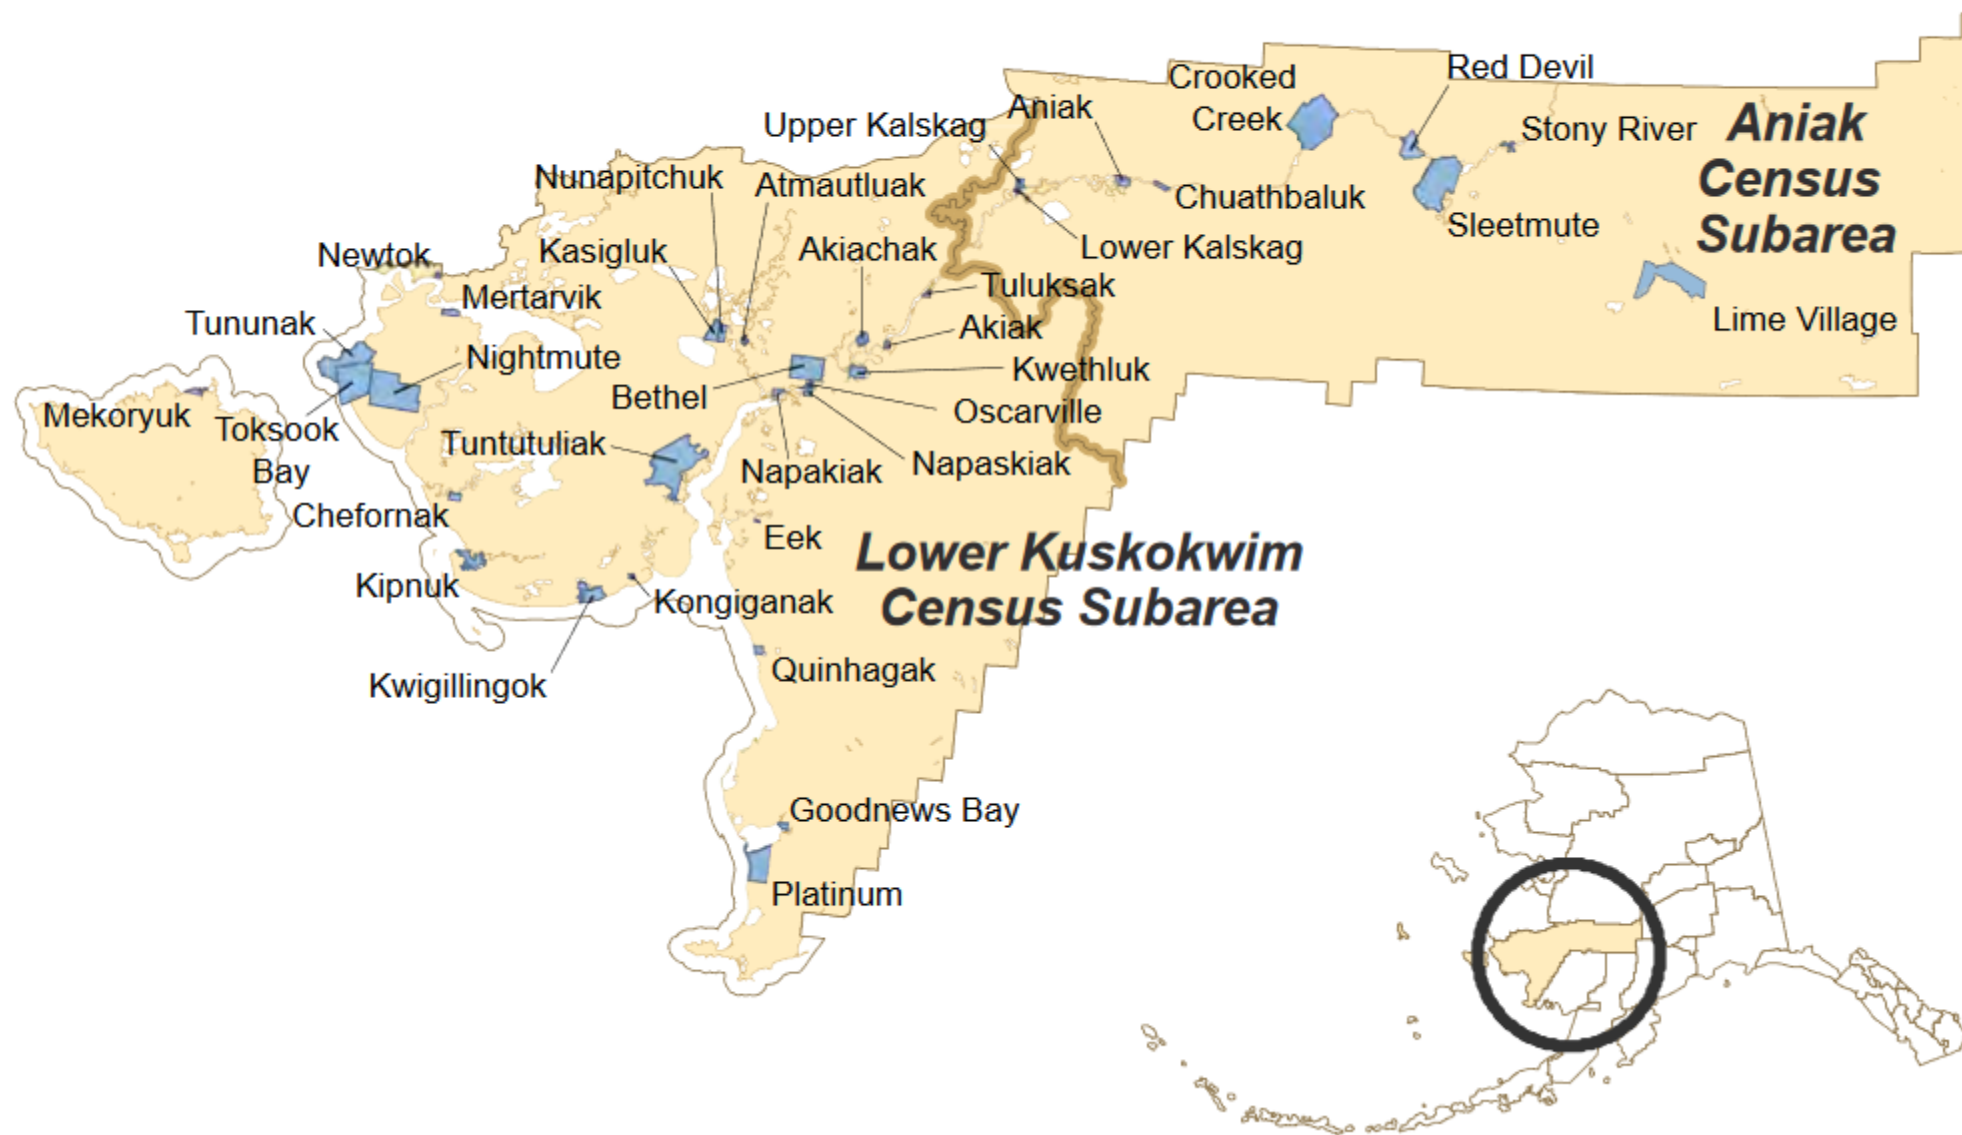 Red Devil
Crooked
Creek
Aniak
Upper Kalskag
Stony River
Aniak
Census
Subarea
Nunapitchuk
Atmautluak
Chuathbaluk
Sleetmute
Kasigluk
Akiachak
Lower Kalskag
Newtok
Mertarvik
Tuluksak
Lime Village
Tununak
Akiak
Nightmute
Kwethluk
Bethel
Oscarville
Mekoryuk
Toksook
Bay
Tuntutuliak
Napakiak
Napaskiak
Chefornak
Eek
Lower Kuskokwim
Census Subarea
Kipnuk
Kongiganak
Kwigillingok
Quinhagak
Goodnews Bay
Platinum